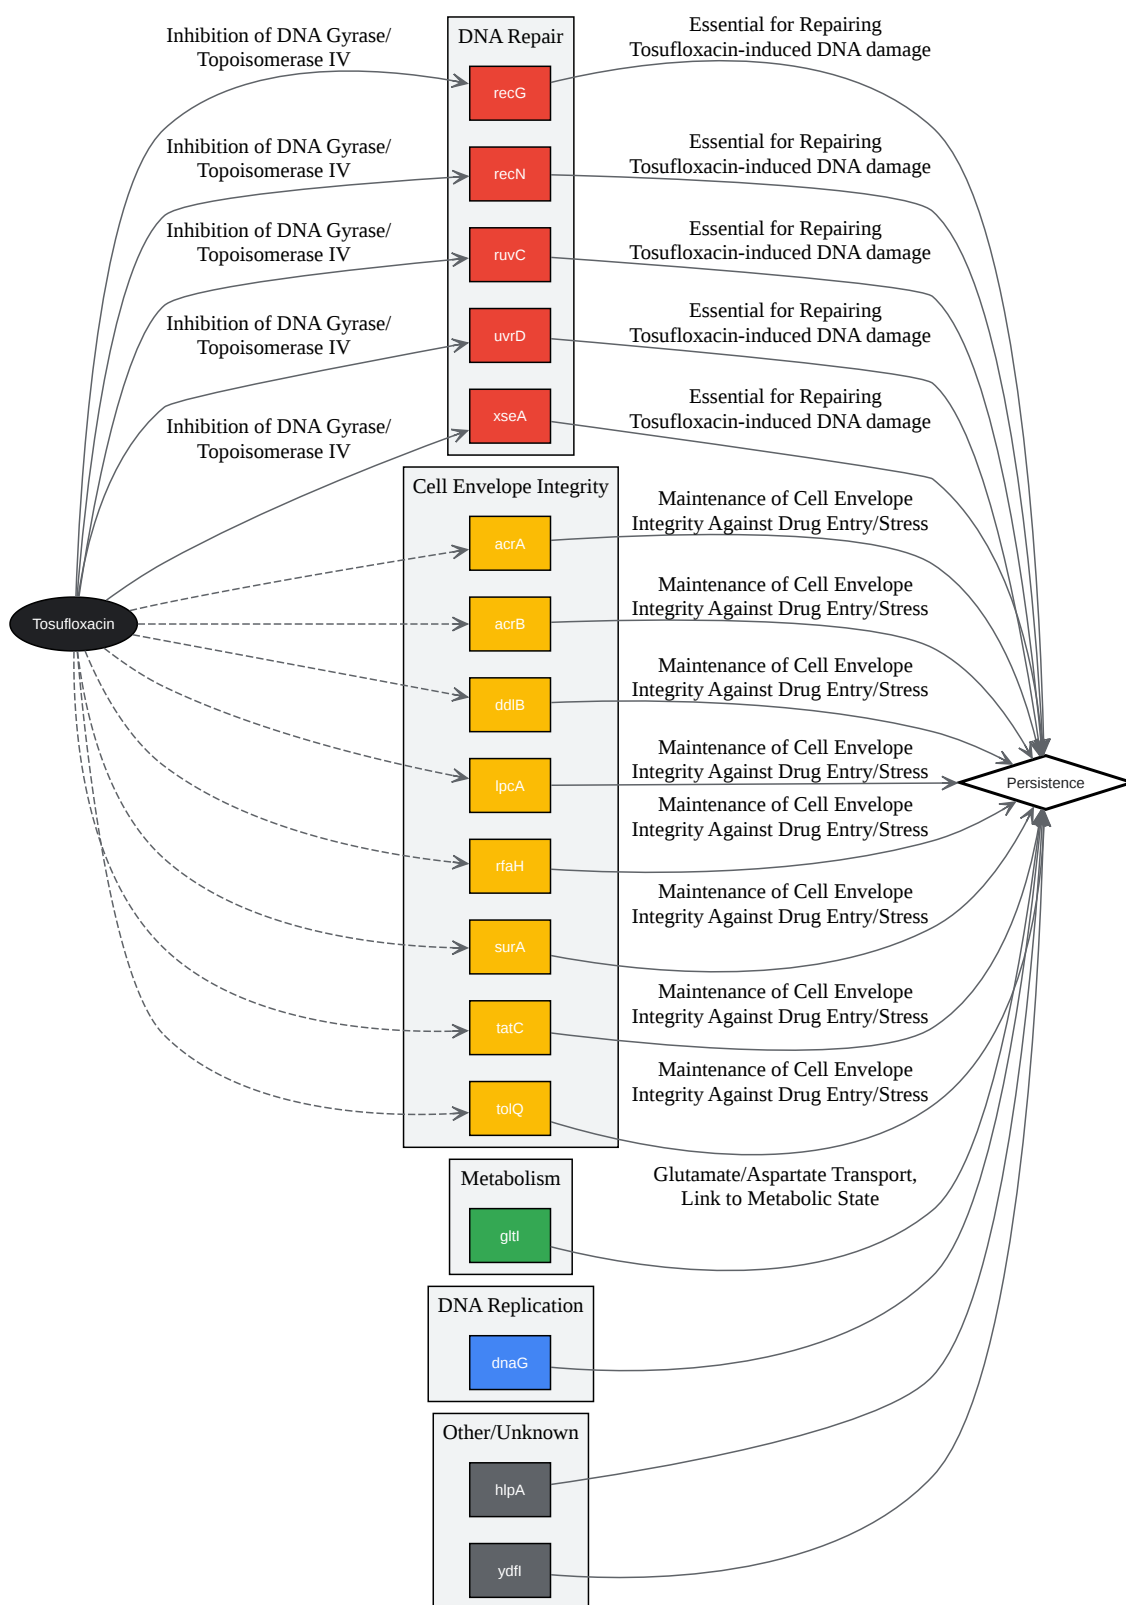 Inhibition of DNA Gyrase/
Topoisomerase IV
DNA Repair
Essential for Repairing
Tosufloxacin-induced DNA damage
recG
Inhibition of DNA Gyrase/
Topoisomerase IV
Essential for Repairing
Tosufloxacin-induced DNA damage
recN
Inhibition of DNA Gyrase/
Topoisomerase IV
Essential for Repairing
Tosufloxacin-induced DNA damage
ruvC
Inhibition of DNA Gyrase/
Topoisomerase IV
Essential for Repairing
Tosufloxacin-induced DNA damage
uvrD
Inhibition of DNA Gyrase/
Topoisomerase IV
Essential for Repairing
Tosufloxacin-induced DNA damage
xseA
Cell Envelope Integrity
Maintenance of Cell Envelope
Integrity Against Drug Entry/Stress
acrA
Maintenance of Cell Envelope
Integrity Against Drug Entry/Stress
Tosufloxacin
acrB
Maintenance of Cell Envelope
Integrity Against Drug Entry/Stress
ddlB
Maintenance of Cell Envelope
Integrity Against Drug Entry/Stress
lpcA
Persistence
Maintenance of Cell Envelope
Integrity Against Drug Entry/Stress
rfaH
Maintenance of Cell Envelope
Integrity Against Drug Entry/Stress
surA
Maintenance of Cell Envelope
Integrity Against Drug Entry/Stress
tatC
Maintenance of Cell Envelope
Integrity Against Drug Entry/Stress
tolQ
Metabolism
Glutamate/Aspartate Transport,
Link to Metabolic State
gltI
DNA Replication
dnaG
Other/Unknown
hlpA
ydfI